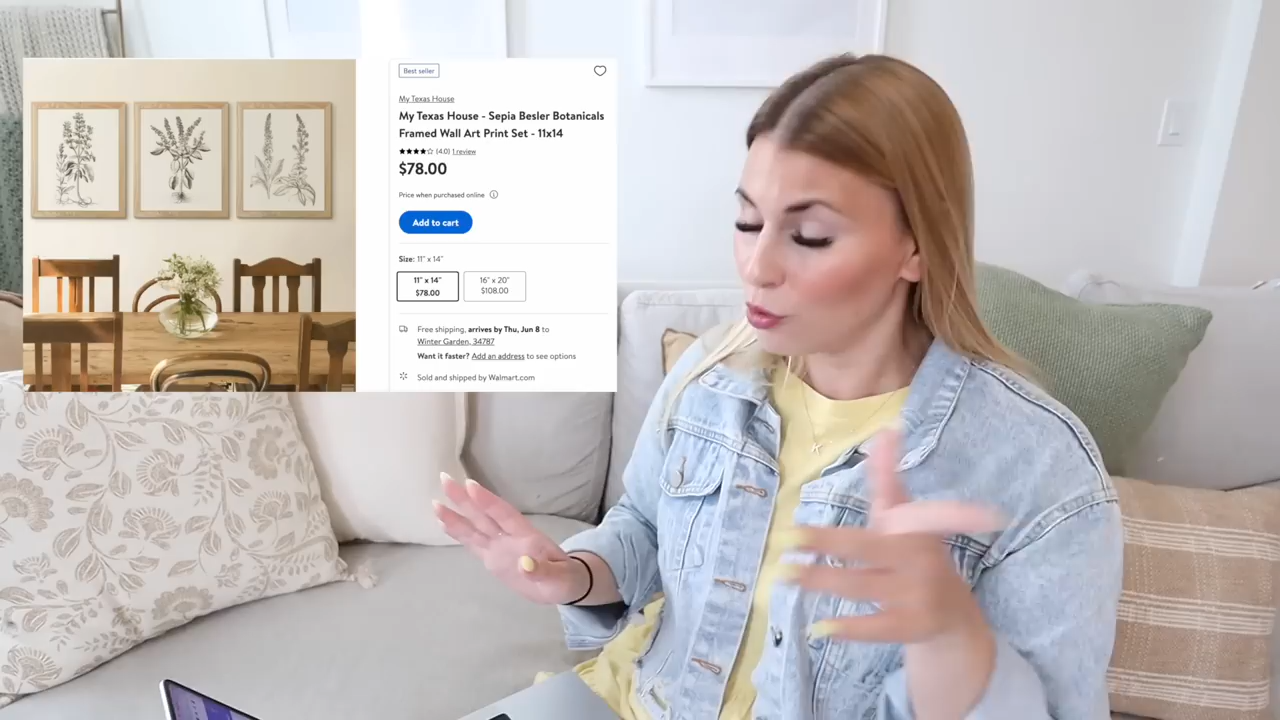 Best seller
My Texas House
My Texas House - Sepia Besler Botanicals
Framed Wall Art Print Set - 11x14
(4.0) 1 review
$78.00
Price when purchased online
Add to cart
Size: 11" x 14"
11" x 14"
$78.00
16" x 20"
$108.00
Free shipping, arrives by Thu, Jun 8 to
Winter Garden, 34787
Want it faster? Add an address to see options
Sold and shipped by Walmart.com
K